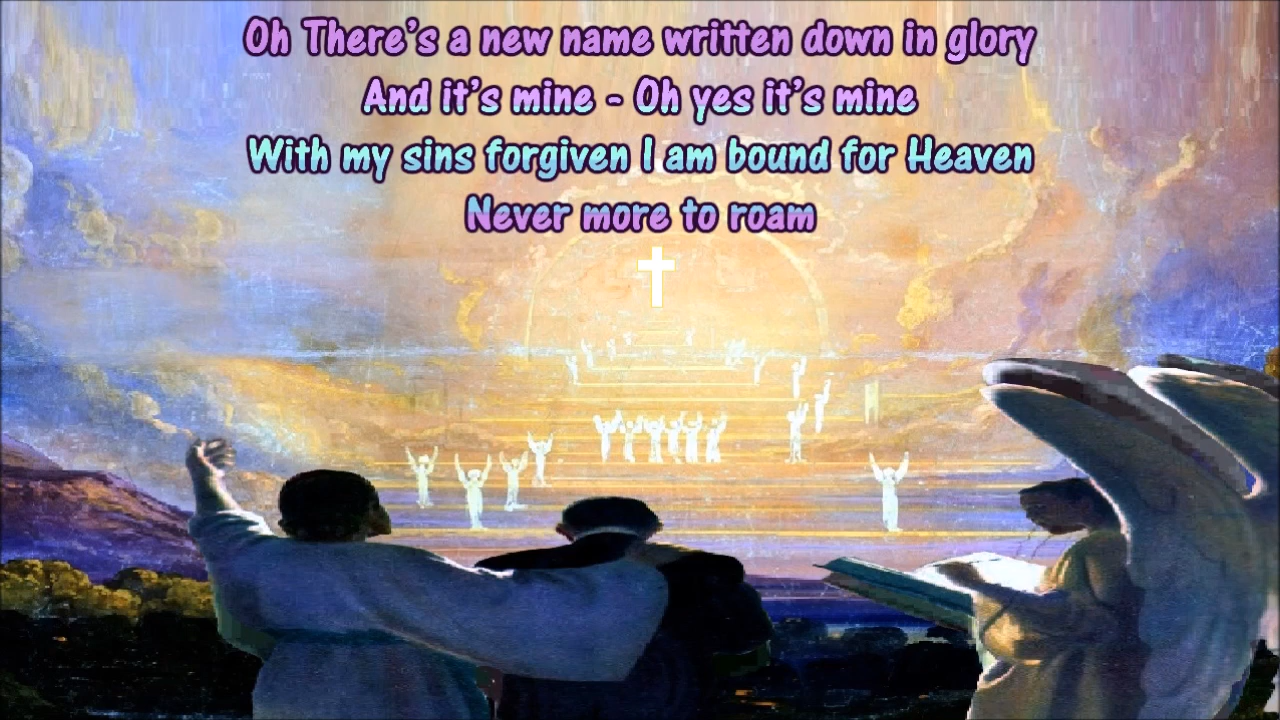 Oh There's a new name written down in glory
And it's mine - Oh yes it's mine
With my sins forgiven I am bound for Heaven
Never more to roam